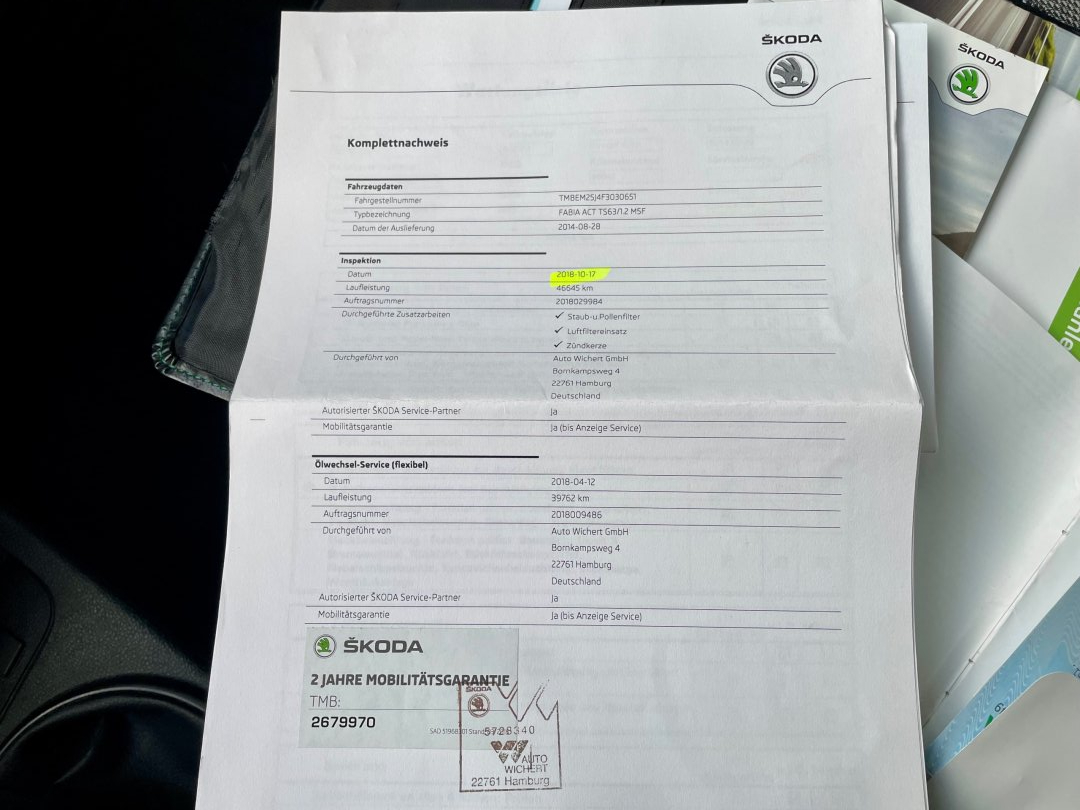 ŠKODA
ŠKODA
Komplettnachweis
Fahrzeugdaten
Fahrgestellnummer TMBEM25J4F3030651
Typbezeichnung FABIA ACT TS63/1.2 M5F
Datum der Auslieferung 2014-08-28
Inspektion
Datum 2018-10-17
Laufleistung 46645 km
Auftragsnummer 2018029984
Durchgeführte Zusatzarbeiten ✓ Staub-u.Pollenfilter
✓ Luftfiltereinsatz
✓ Zündkerze
Durchgeführt von Auto Wichert GmbH
Bornkampsweg 4
22761 Hamburg
Deutschland
Autorisierter ŠKODA Service-Partner Ja
Mobilitätsgarantie Ja (bis Anzeige Service)
Ölwechsel-Service (flexibel)
Datum 2018-04-12
Laufleistung 39762 km
Auftragsnummer 2018009486
Durchgeführt von Auto Wichert GmbH
Bornkampsweg 4
22761 Hamburg
Deutschland
Autorisierter ŠKODA Service-Partner Ja
Mobilitätsgarantie Ja (bis Anzeige Service)
ŠKODA
2 JAHRE MOBILITÄTSGARANTIE
TMB:
2679970
ŠKODA
5728340
AUTO
WICHERT
22761 Hamburg